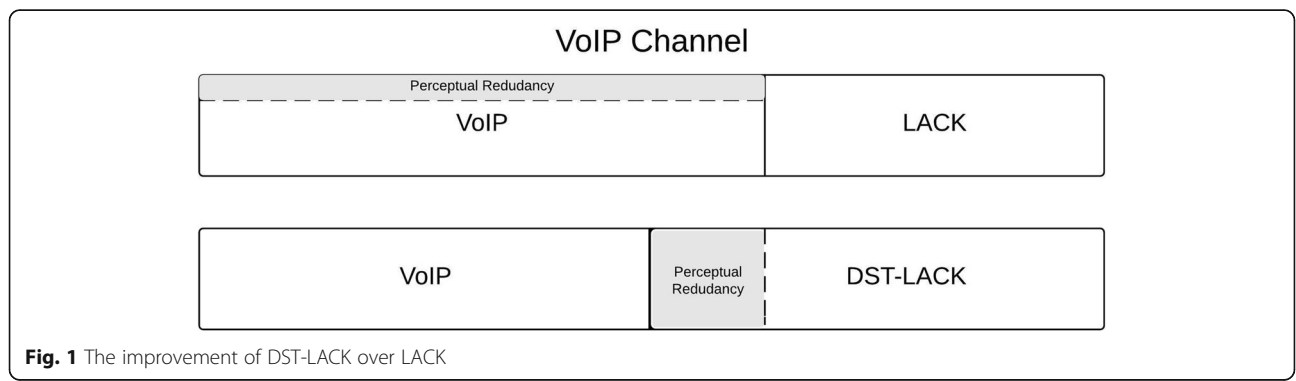 VoIP Channel
Perceptual Redudancy
VoIP
LACK
VoIP
Perceptual
Redudancy
DST-LACK
Fig. 1 The improvement of DST-LACK over LACK